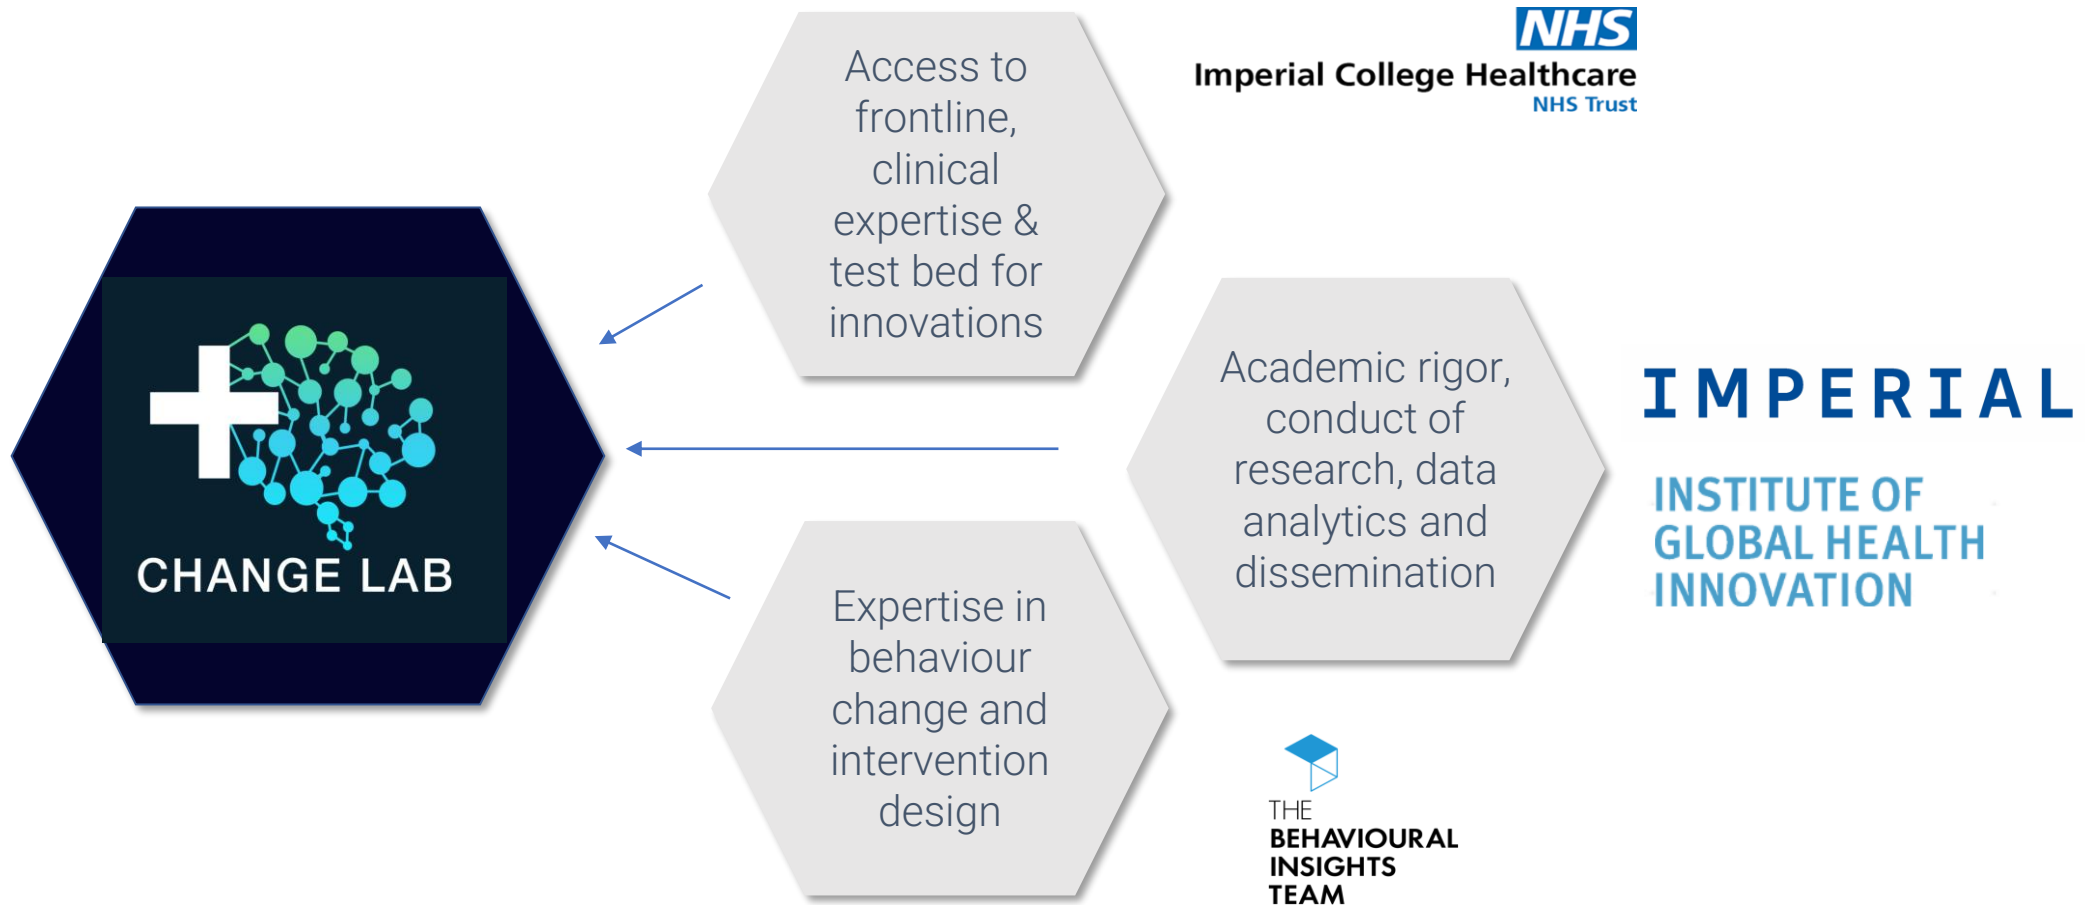 Access to
frontline,
clinical
expertise &
test bed for
innovations
NHS
Imperial College Healthcare
NHS Trust
CHANGE LAB
Academic rigor,
conduct of
research, data
analytics and
dissemination
IMPERIAL
INSTITUTE OF
GLOBAL HEALTH
INNOVATION
Expertise in
behaviour
change and
intervention
design
THE
BEHAVIOURAL
INSIGHTS
TEAM